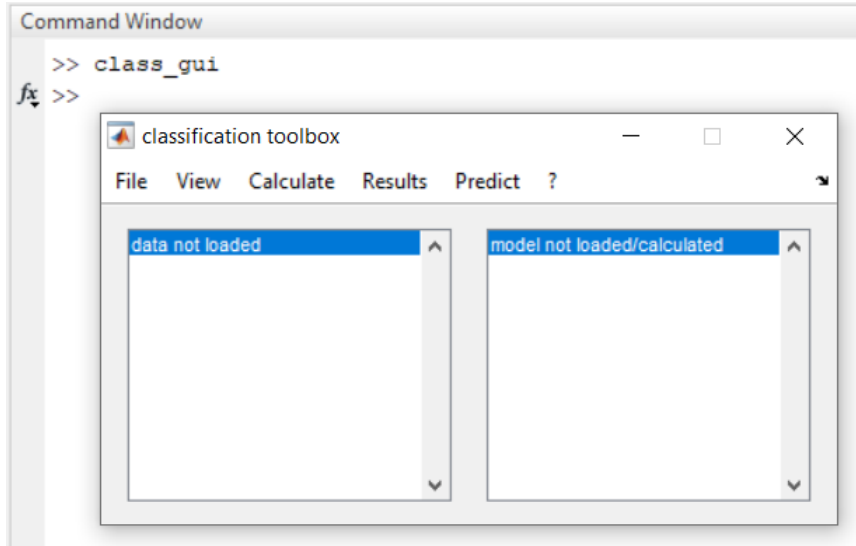 Command Window
>> class_gui
fx >>
classification toolbox
File View Calculate Results Predict ?
data not loaded
model not loaded/calculated